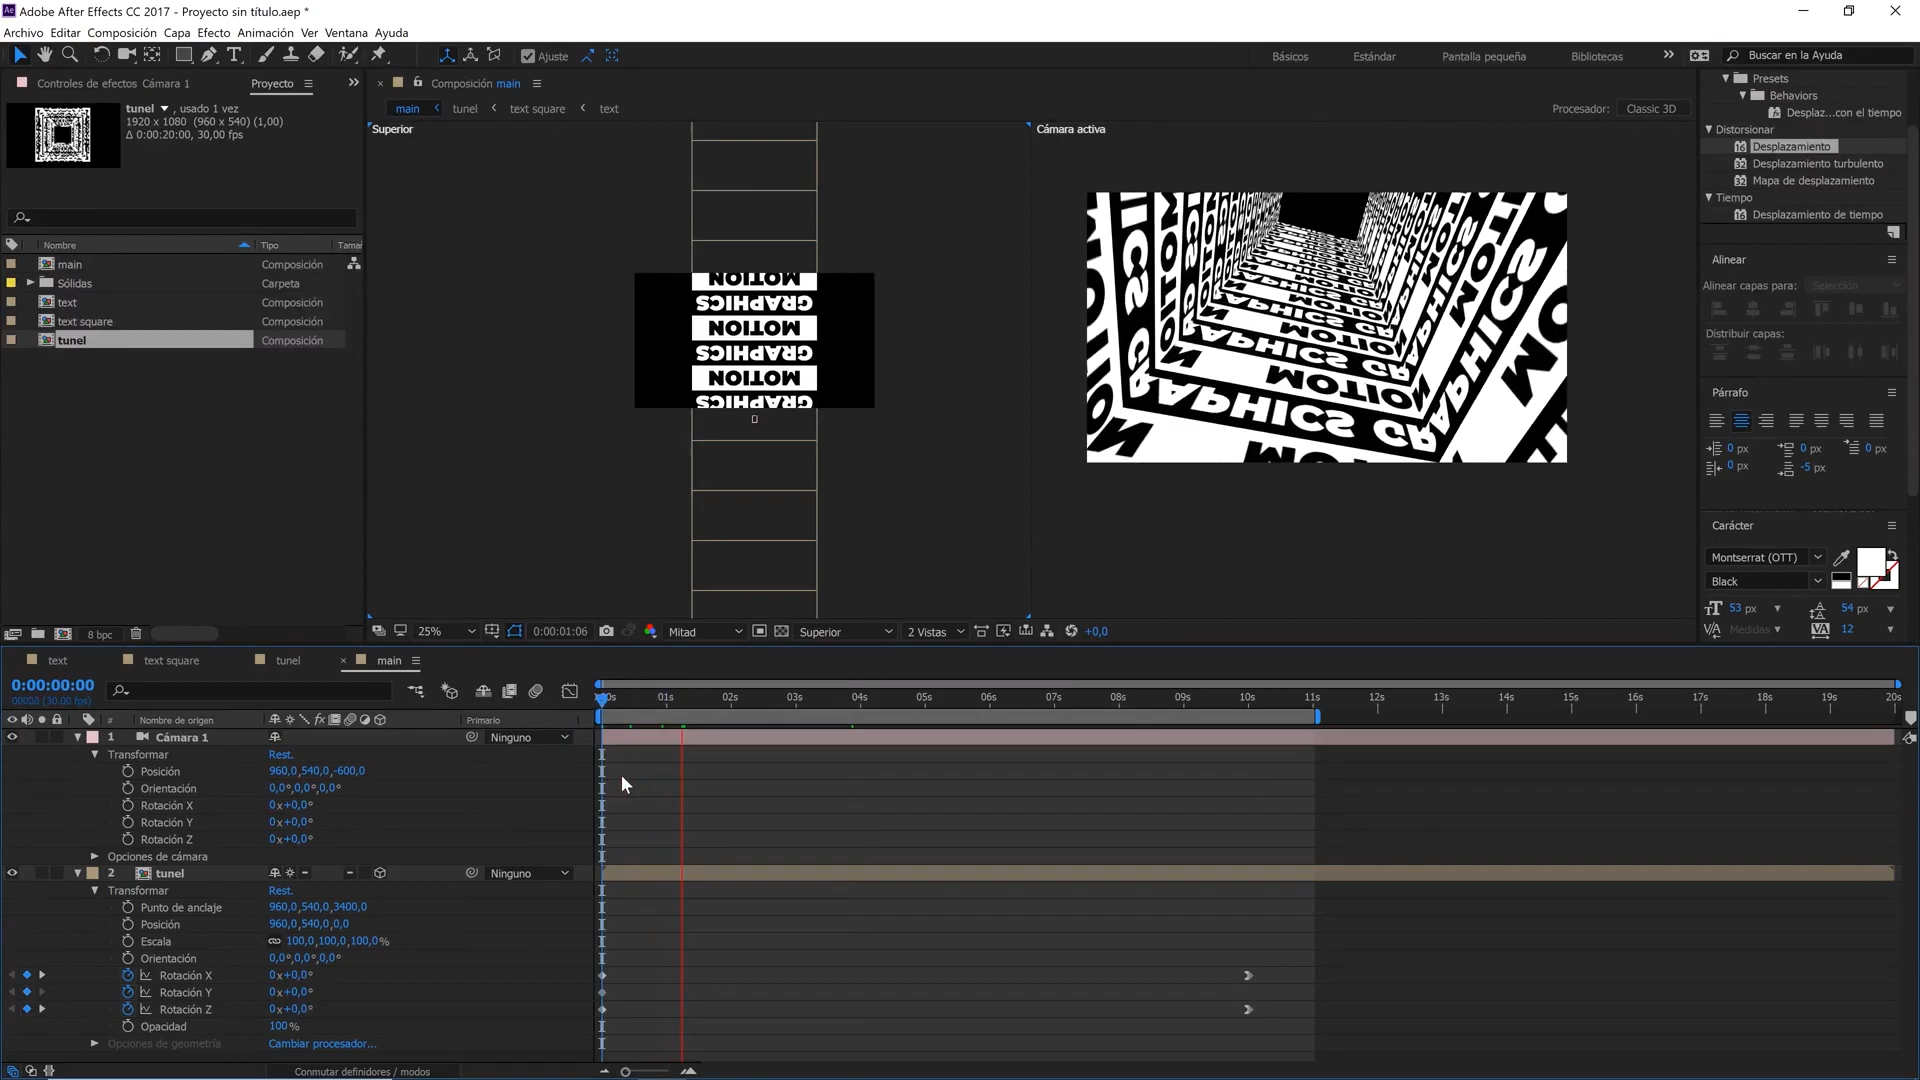 Adobe After Effects CC 2017 - Proyecto sin título.aep *
Archivo Editar Composición Capa Efecto Animación Ver Ventana Ayuda
Ajuste
Básicos Estándar Pantalla pequeña Bibliotecas
Buscar en la Ayuda
Controles de efectos Cámara 1
Proyecto
tunel , usado 1 vez
1920 x 1080 (960 x 540) (1,00)
Δ 0:00:20:00, 30,00 fps
Nombre Tipo Tamañ
main Composición
Sólidas Carpeta
text Composición
text square Composición
tunel Composición
8 bpc
Composición main
main tunel text square text
Procesador: Classic 3D
Superior
Cámara activa
MOTION
GRAPHICS
MOTION
GRAPHICS
MOTION
GRAPHICS
25% 0:00:01:06 Mitad Superior 2 Vistas +0,0
Presets
Behaviors
Desplaz...con el tiempo
Distorsionar
Desplazamiento
Desplazamiento turbulento
Mapa de desplazamiento
Tiempo
Desplazamiento de tiempo
Alinear
Alinear capas para: Selección
Distribuir capas:
Párrafo
0 px 0 px 0 px
0 px -5 px
Carácter
Montserrat (OTT)
Black
53 px 54 px
Medidas 12
text text square tunel main
0:00:00:00
00000 (30.00 fps)
01s 02s 03s 04s 05s 06s 07s 08s 09s 10s 11s 12s 13s 14s 15s 16s 17s 18s 19s 20s
# Nombre de origen Primario
1 Cámara 1 Ninguno
Transformar Rest.
Posición 960,0,540,0,-600,0
Orientación 0,0°,0,0°,0,0°
Rotación X 0x+0,0°
Rotación Y 0x+0,0°
Rotación Z 0x+0,0°
Opciones de cámara
2 tunel Ninguno
Transformar Rest.
Punto de anclaje 960,0,540,0,3400,0
Posición 960,0,540,0,0,0
Escala 100,0,100,0,100,0%
Orientación 0,0°,0,0°,0,0°
Rotación X 0x+0,0°
Rotación Y 0x+0,0°
Rotación Z 0x+0,0°
Opacidad 100%
Opciones de geometría Cambiar procesador...
Conmutar definidores / modos